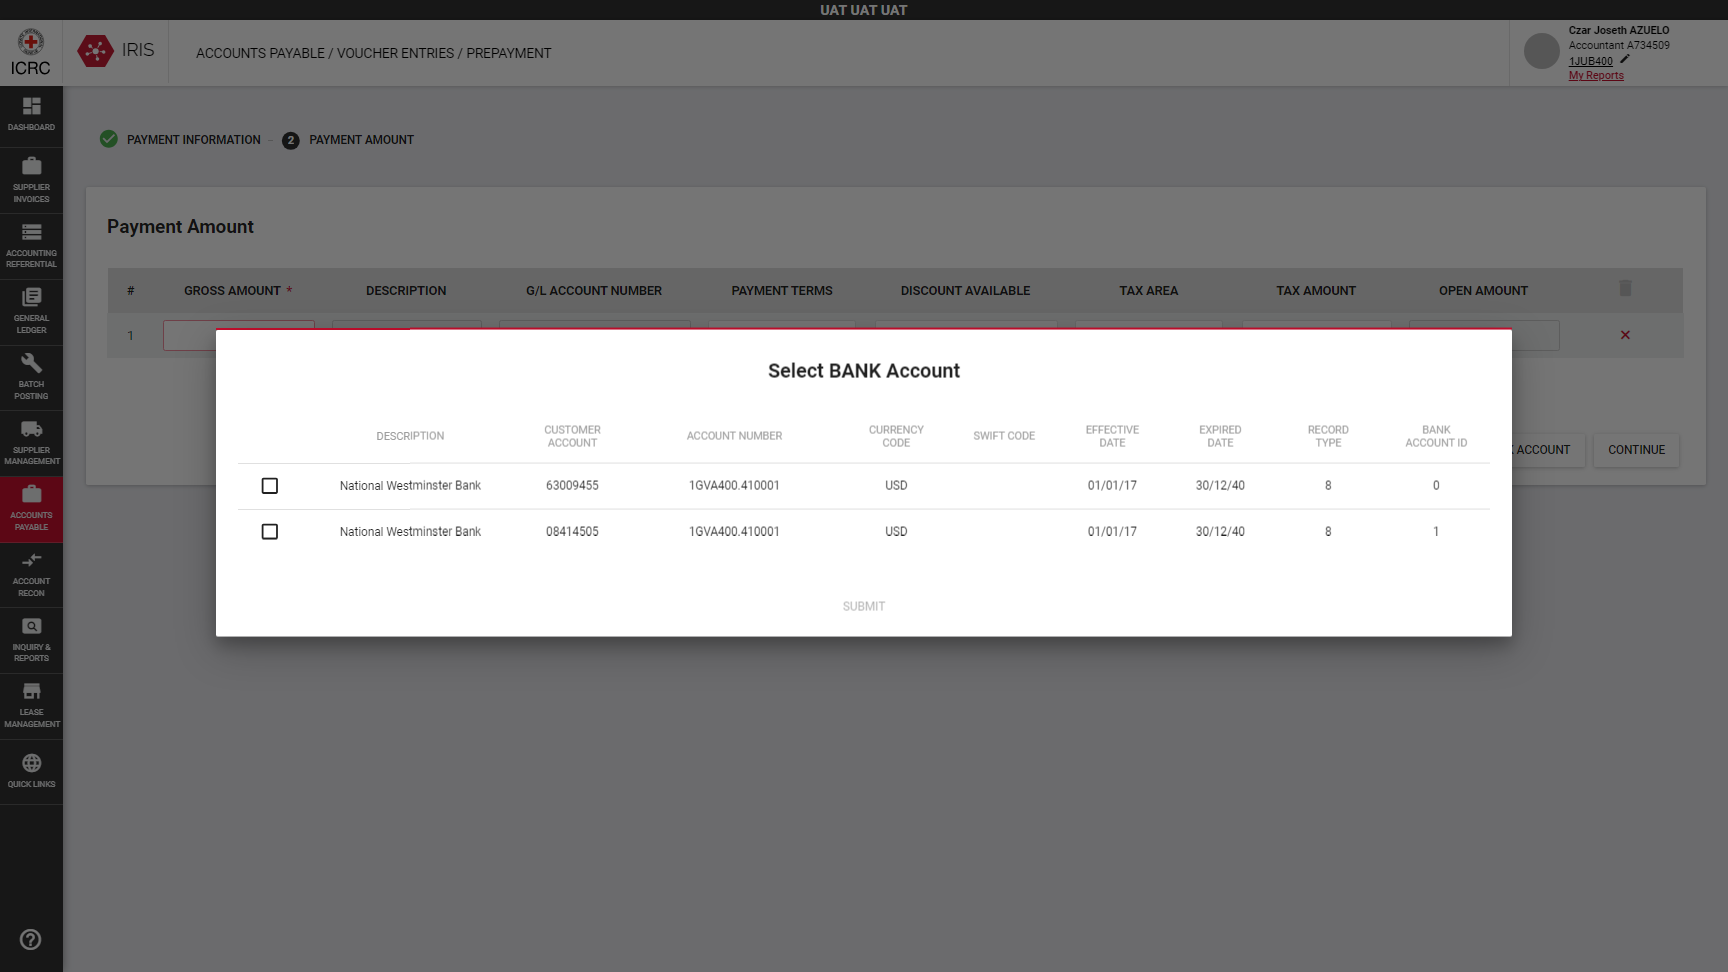 UAT UAT UAT
ICRC
IRIS
ACCOUNTS PAYABLE / VOUCHER ENTRIES / PREPAYMENT
Czar Joseth AZUELO
Accountant A734509
1JUB400
My Reports
DASHBOARD
SUPPLIER
INVOICES
ACCOUNTING
REFERENTIAL
GENERAL
LEDGER
BATCH
POSTING
SUPPLIER
MANAGEMENT
ACCOUNTS
PAYABLE
ACCOUNT
RECON
INQUIRY &
REPORTS
LEASE
MANAGEMENT
QUICK LINKS
PAYMENT INFORMATION - 2 PAYMENT AMOUNT
Payment Amount
# GROSS AMOUNT * DESCRIPTION G/L ACCOUNT NUMBER PAYMENT TERMS DISCOUNT AVAILABLE TAX AREA TAX AMOUNT OPEN AMOUNT
1
ACCOUNT CONTINUE
Select BANK Account
DESCRIPTION CUSTOMER ACCOUNT ACCOUNT NUMBER CURRENCY CODE SWIFT CODE EFFECTIVE DATE EXPIRED DATE RECORD TYPE BANK ACCOUNT ID
National Westminster Bank 63009455 1GVA400.410001 USD 01/01/17 30/12/40 8 0
National Westminster Bank 08414505 1GVA400.410001 USD 01/01/17 30/12/40 8 1
SUBMIT